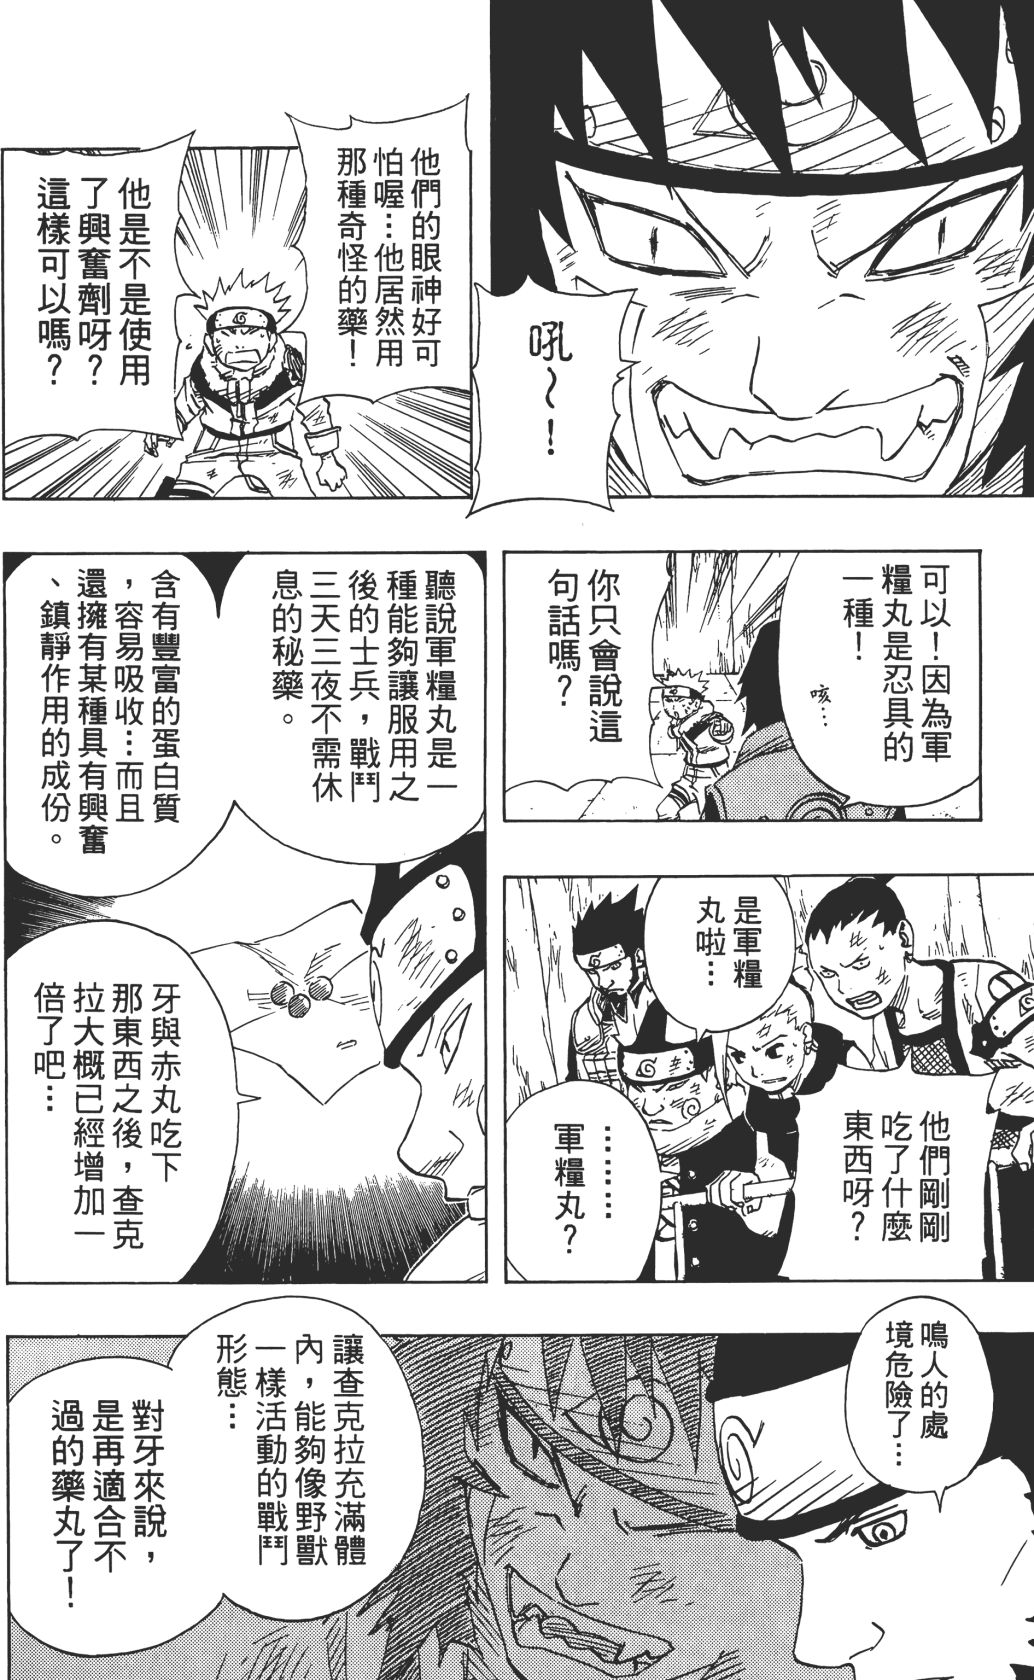 吼～！
他們的眼神好可
怕喔…他居然用
那種奇怪的藥！
他是不是使用
了興奮劑呀？
這樣可以嗎？
可以！因為軍
糧丸是忍具的
一種！
咳…
你只會說這
句話嗎？
他們剛剛
吃了什麼
東西呀？
是軍糧
丸啦…
………
軍糧丸？
聽說軍糧丸是一
種能夠讓服用之
後的士兵，戰鬥
三天三夜不需休
息的秘藥。
含有豐富的蛋白質
，容易吸收…而且
還擁有某種具有興奮
、鎮靜作用的成份。
牙與赤丸吃下
那東西之後，查克
拉大概已經增加一
倍了吧…
鳴人的處
境危險了…
讓查克拉充滿體
內，能夠像野獸
一樣活動的戰鬥
形態…
對牙來說，
是再適合不
過的藥丸了！